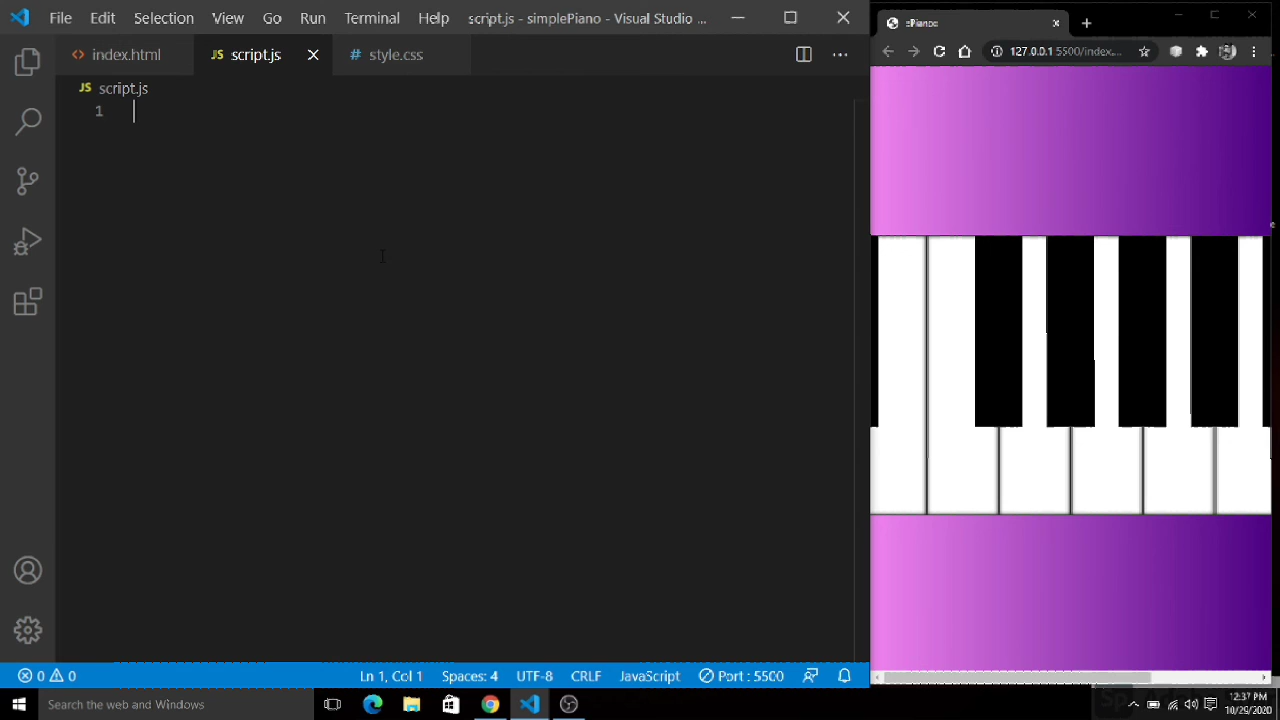 File Edit Selection View Go Run Terminal Help script.js - simplePiano - Visual Studio ...
index.html JS script.js # style.css
JS script.js
1
127.0.0.1:5500/index...
0 0 Ln 1, Col 1 Spaces: 4 UTF-8 CRLF JavaScript Port : 5500
Search the web and Windows
12:37 PM
10/29/2020